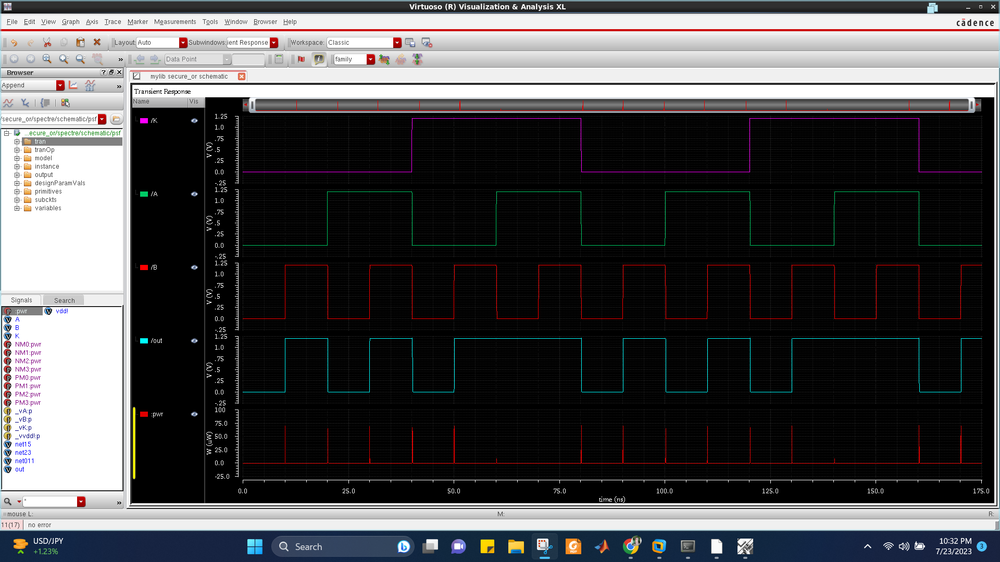 Virtuoso (R) Visualization & Analysis XL
File Edit View Graph Axis Trace Marker Measurements Tools Window Browser Help
cādence
Layout: Auto Subwindows: ient Response Workspace: Classic
» Data Point family
Browser
mylib secure_or schematic
Append »
Transient Response
Name Vis
/secure_or/spectre/schematic/psf
...ecure_or/spectre/schematic/psf
tran
tranOp
model
instance
output
designParamVals
primitives
subckts
variables
/K
1.25
1.0
.75
.5
.25
0.0
-.25
V (V)
/A
1.25
1.0
.75
.5
.25
0.0
-.25
V (V)
/B
1.25
1.0
.75
.5
.25
0.0
-.25
V (V)
/out
1.25
1.0
.75
.5
.25
0.0
-.25
V (V)
:pwr
100
75.0
50.0
25.0
0.0
-25.0
W (uW)
0.0 25.0 50.0 75.0 100.0 125.0 150.0 175.0
time (ns)
Signals Search
:pwr vdd!
A
B
K
NM0:pwr
NM1:pwr
NM2:pwr
NM3:pwr
PM0:pwr
PM1:pwr
PM2:pwr
PM3:pwr
_vA:p
_vB:p
_vK:p
_vvdd!:p
net15
net23
net011
out
* »
mouse L: M: R:
11(17) no error
USD/JPY
+1.23%
Search
PDF
10:32 PM
7/23/2023
3